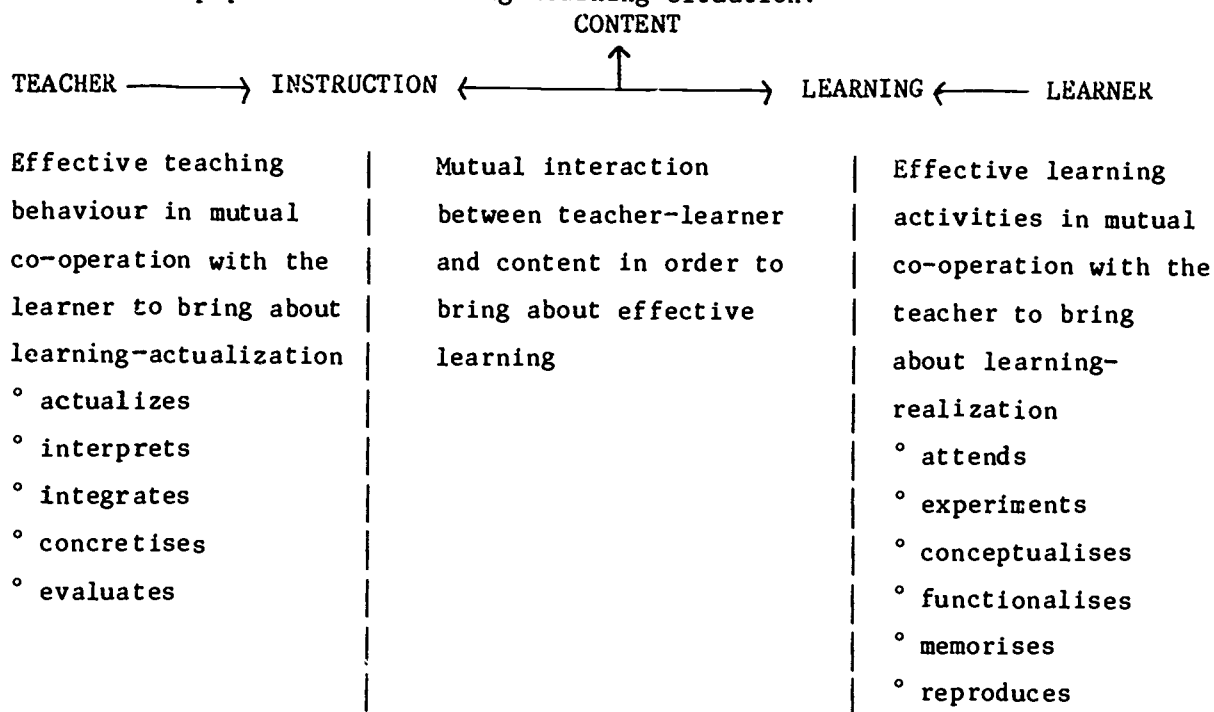 situation.
CONTENT
TEACHER → INSTRUCTION ← → LEARNING ← LEARNER
Effective teaching
behaviour in mutual
co-operation with the
learner to bring about
learning-actualization
° actualizes
° interprets
° integrates
° concretises
° evaluates
Mutual interaction
between teacher-learner
and content in order to
bring about effective
learning
Effective learning
activities in mutual
co-operation with the
teacher to bring
about learning-
realization
° attends
° experiments
° conceptualises
° functionalises
° memorises
° reproduces